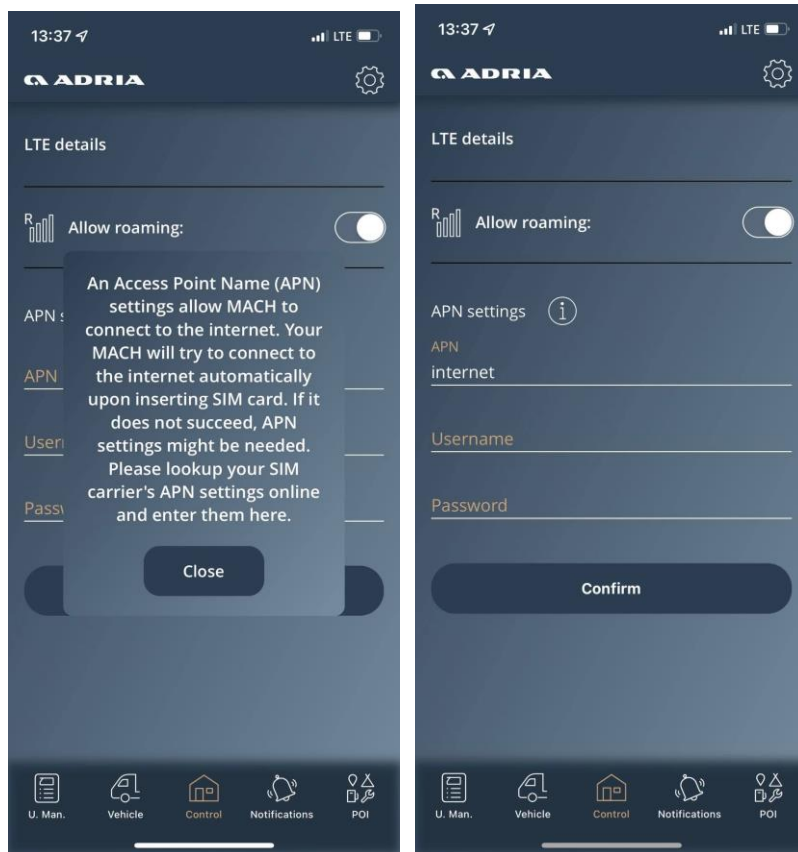 13:37
LTE
ADRIA
LTE details
R
Allow roaming:
An Access Point Name (APN)
settings allow MACH to
connect to the internet. Your
MACH will try to connect to
the internet automatically
upon inserting SIM card. If it
does not succeed, APN
settings might be needed.
Please lookup your SIM
carrier's APN settings online
and enter them here.
APN
APN
Close
U. Man.
Vehicle
Control
Notifications
POI
13:37
LTE
ADRIA
LTE details
R
Allow roaming:
APN settings i
APN
internet
Username
Password
Confirm
U. Man.
Vehicle
Control
Notifications
POI